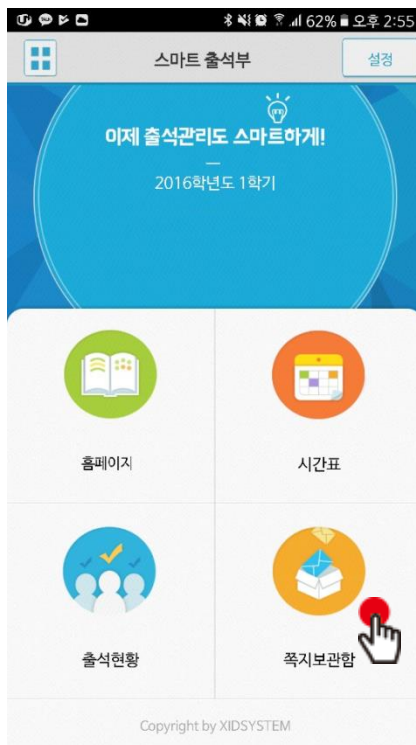 62% 오후 2:55
스마트 출석부
설정
이제 출석관리도 스마트하게!
2016학년도 1학기
홈페이지
시간표
출석현황
쪽지보관함
Copyright by XIDSYSTEM